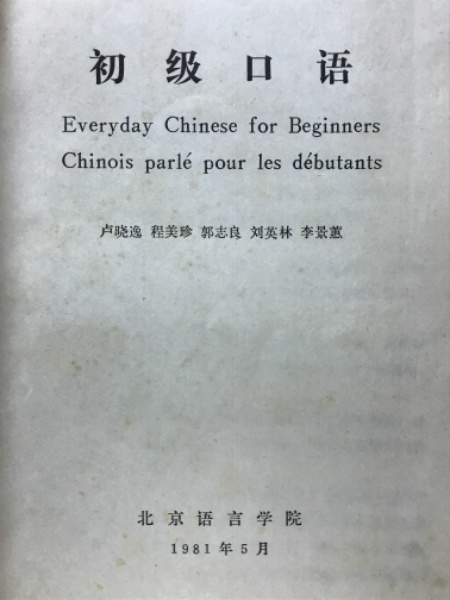 初级口语
Everyday Chinese for Beginners
Chinois parlé pour les débutants
卢晓逸 程美珍 郭志良 刘英林 李景蕙
北京语言学院
1981年5月